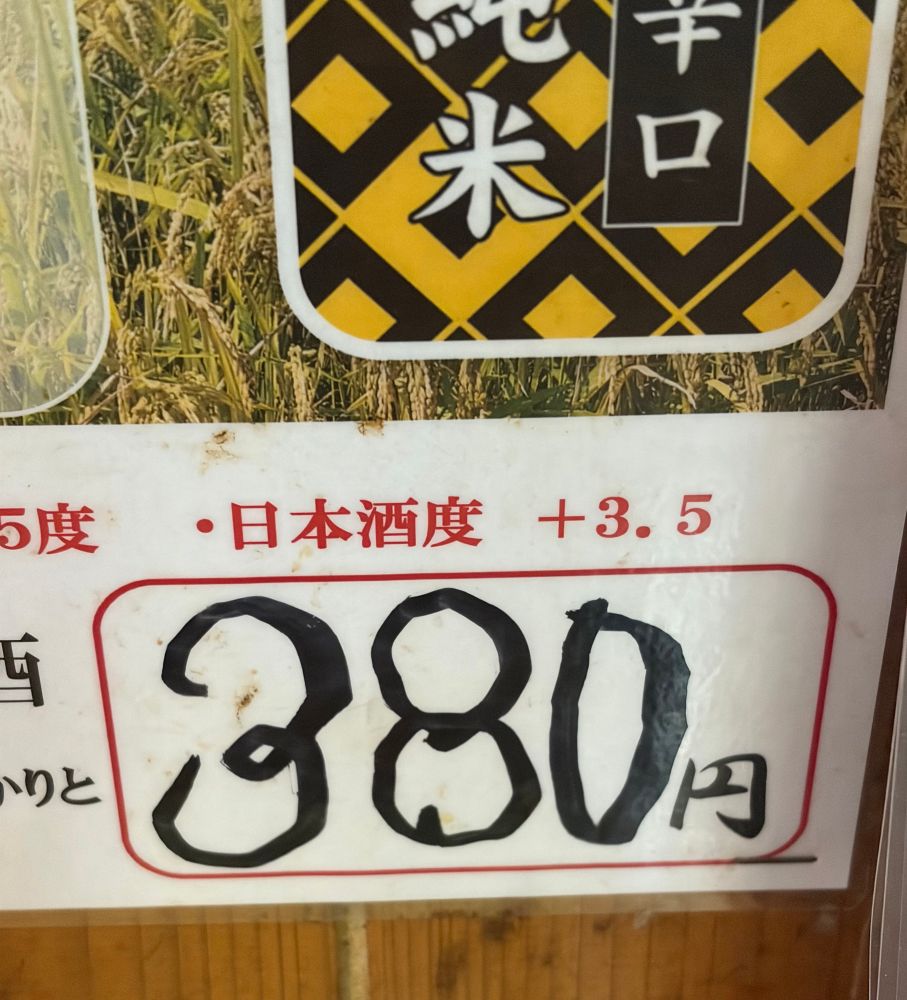 辛口
純米
5度 ・日本酒度 +3.5
酒
かりと
380円